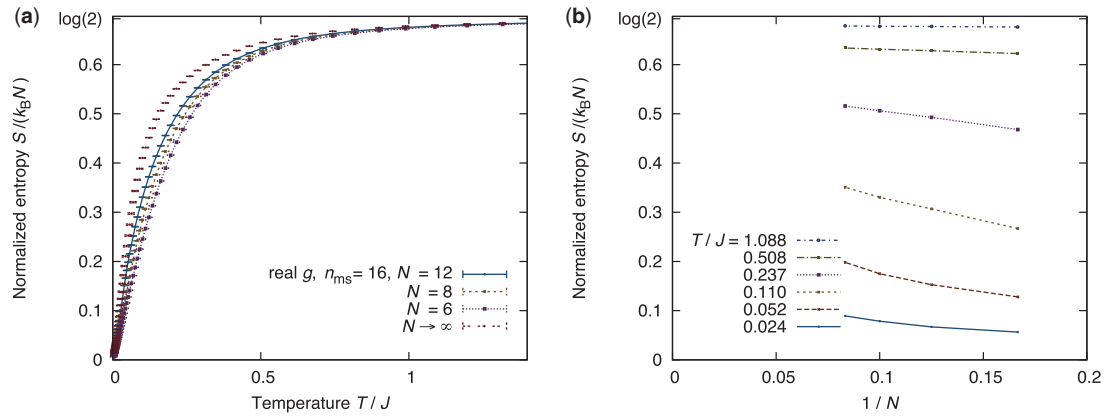 (a)
log(2)
0.6
0.5
0.4
0.3
0.2
0.1
0
Normalized entropy S/(k_B N)
real g, n_ms = 16, N = 12
N = 8
N = 6
N → ∞
0 0.5 1
Temperature T / J
(b)
log(2)
0.6
0.5
0.4
0.3
0.2
0.1
0
Normalized entropy S/(k_B N)
T / J = 1.088
0.508
0.237
0.110
0.052
0.024
0 0.05 0.1 0.15 0.2
1 / N